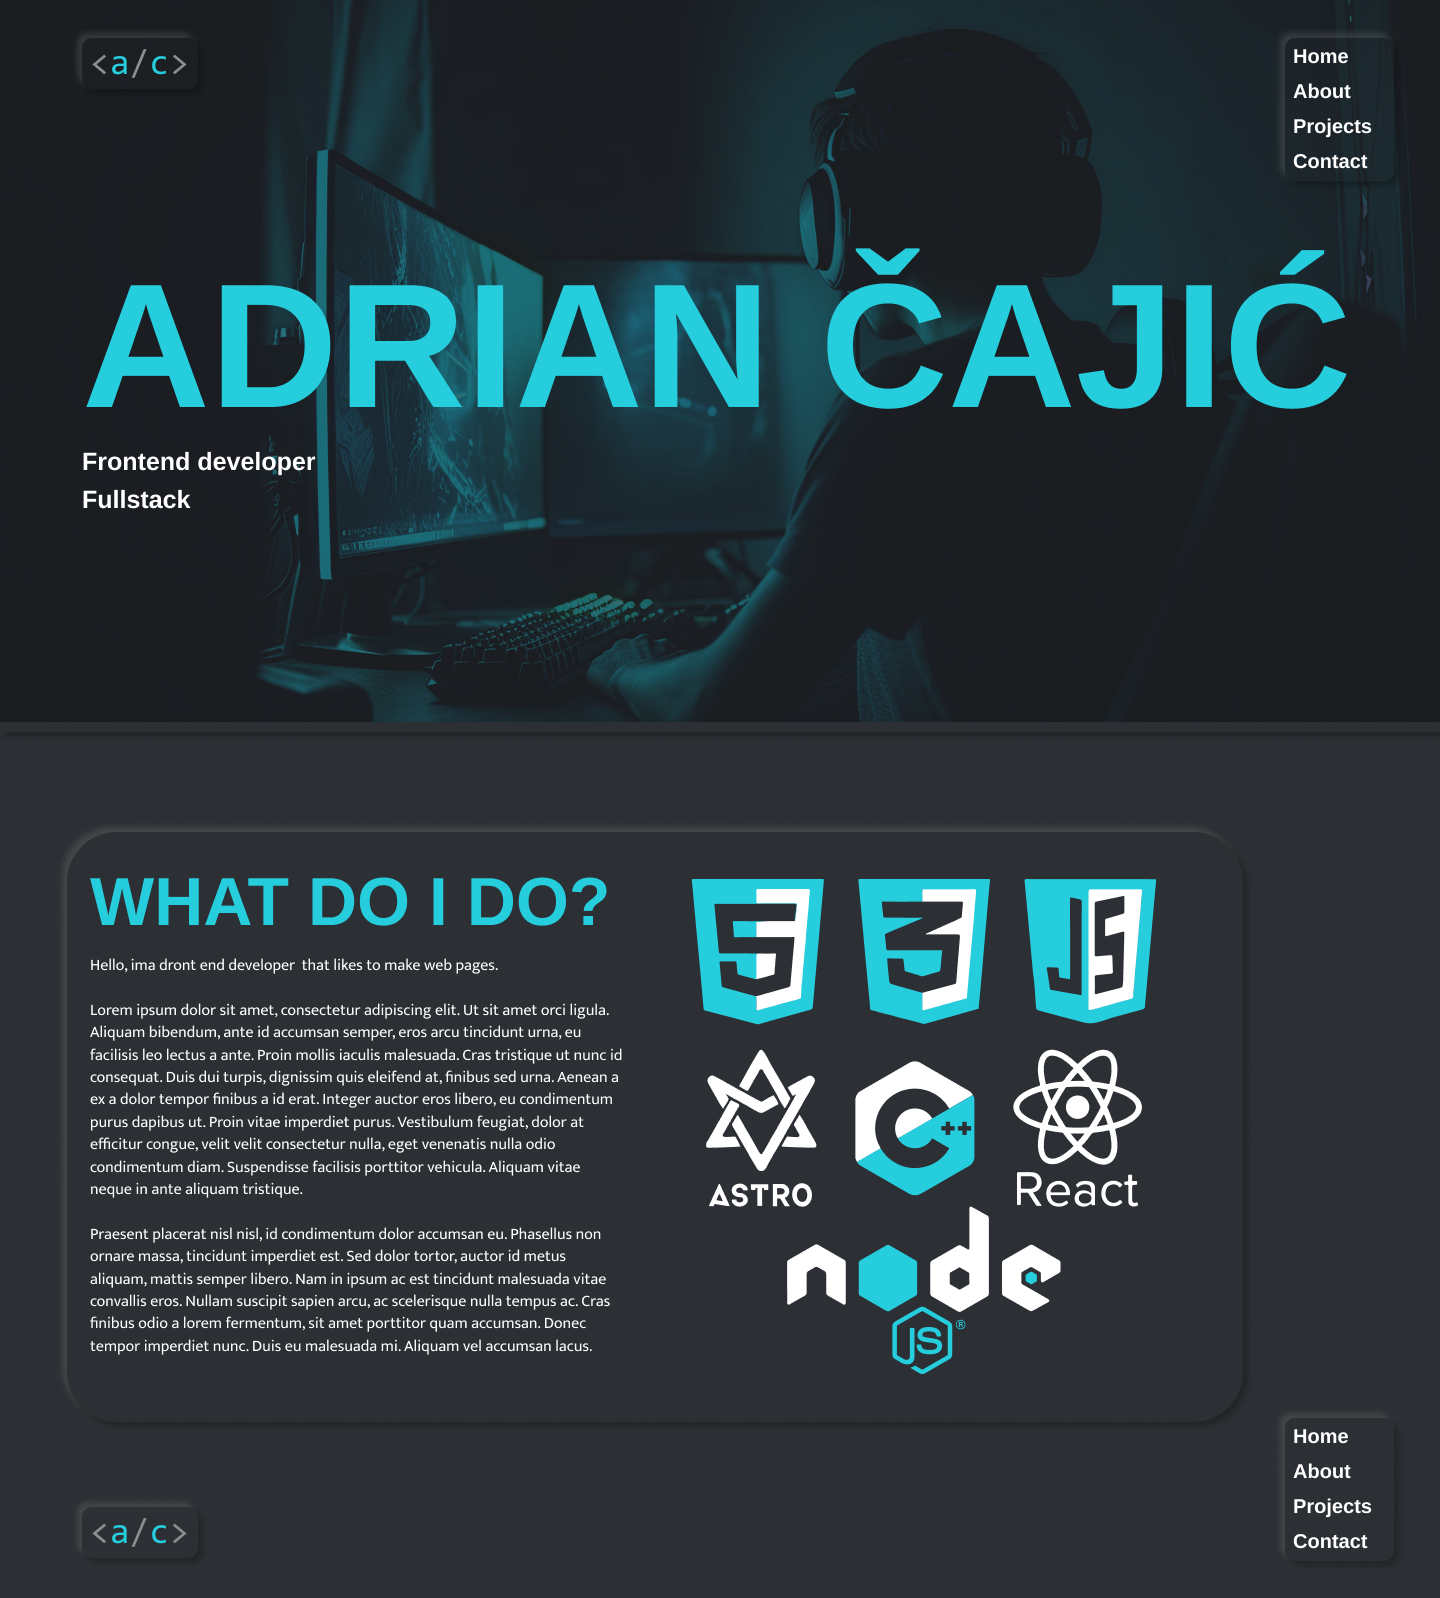 <a/c>
Home
About
Projects
Contact
ADRIAN ČAJIĆ
Frontend developer
Fullstack
WHAT DO I DO?
Hello, ima dront end developer  that likes to make web pages.
Lorem ipsum dolor sit amet, consectetur adipiscing elit. Ut sit amet orci ligula.
Aliquam bibendum, ante id accumsan semper, eros arcu tincidunt urna, eu
facilisis leo lectus a ante. Proin mollis iaculis malesuada. Cras tristique ut nunc id
consequat. Duis dui turpis, dignissim quis eleifend at, finibus sed urna. Aenean a
ex a dolor tempor finibus a id erat. Integer auctor eros libero, eu condimentum
purus dapibus ut. Proin vitae imperdiet purus. Vestibulum feugiat, dolor at
efficitur congue, velit velit consectetur nulla, eget venenatis nulla odio
condimentum diam. Suspendisse facilisis porttitor vehicula. Aliquam vitae
neque in ante aliquam tristique.
Praesent placerat nisl nisl, id condimentum dolor accumsan eu. Phasellus non
ornare massa, tincidunt imperdiet est. Sed dolor tortor, auctor id metus
aliquam, mattis semper libero. Nam in ipsum ac est tincidunt malesuada vitae
convallis eros. Nullam suscipit sapien arcu, ac scelerisque nulla tempus ac. Cras
finibus odio a lorem fermentum, sit amet porttitor quam accumsan. Donec
tempor imperdiet nunc. Duis eu malesuada mi. Aliquam vel accumsan lacus.
5 3 JS
C++
ASTRO
React
node
JS®
Home
About
Projects
Contact
<a/c>